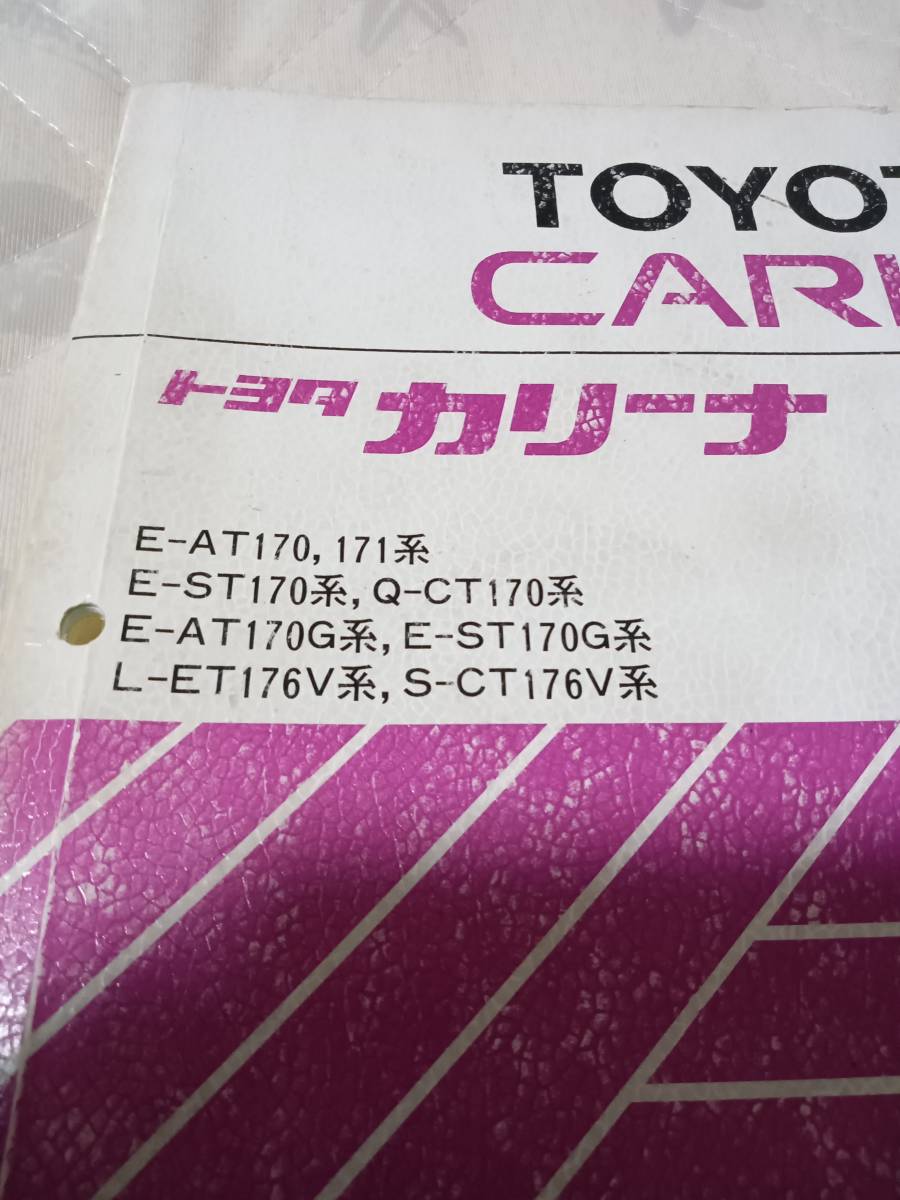 TOYOT
CARI
トヨタ カリーナ
E-AT170, 171系
E-ST170系, Q-CT170系
E-AT170G系, E-ST170G系
L-ET176V系, S-CT176V系